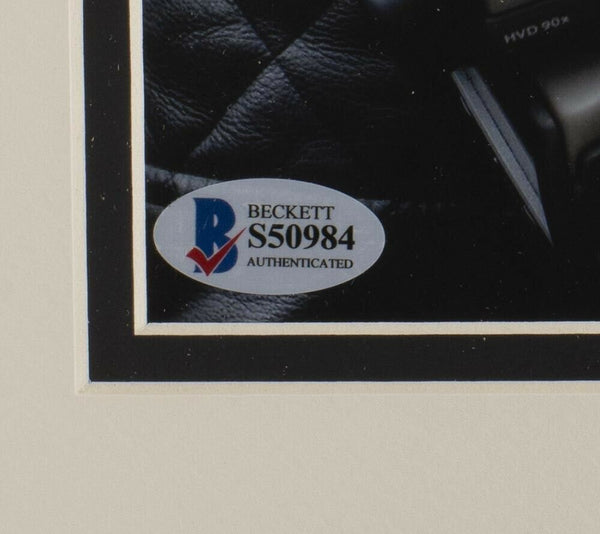 HVD 90x
BECKETT
S50984
AUTHENTICATED